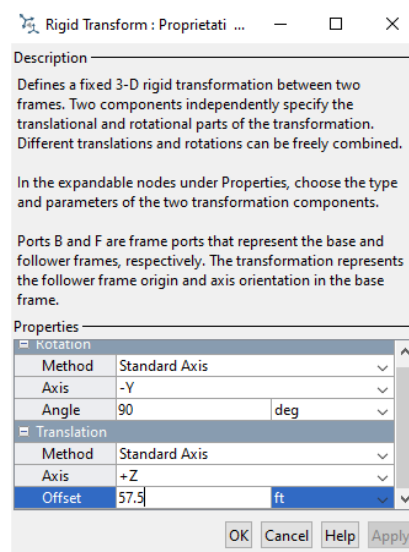 Rigid Transform : Proprietati ...
Description
Defines a fixed 3-D rigid transformation between two
frames. Two components independently specify the
translational and rotational parts of the transformation.
Different translations and rotations can be freely combined.
In the expandable nodes under Properties, choose the type
and parameters of the two transformation components.
Ports B and F are frame ports that represent the base and
follower frames, respectively. The transformation represents
the follower frame origin and axis orientation in the base
frame.
Properties
Rotation
Method Standard Axis
Axis -Y
Angle 90 deg
Translation
Method Standard Axis
Axis +Z
Offset 57.5 ft
OK Cancel Help Apply